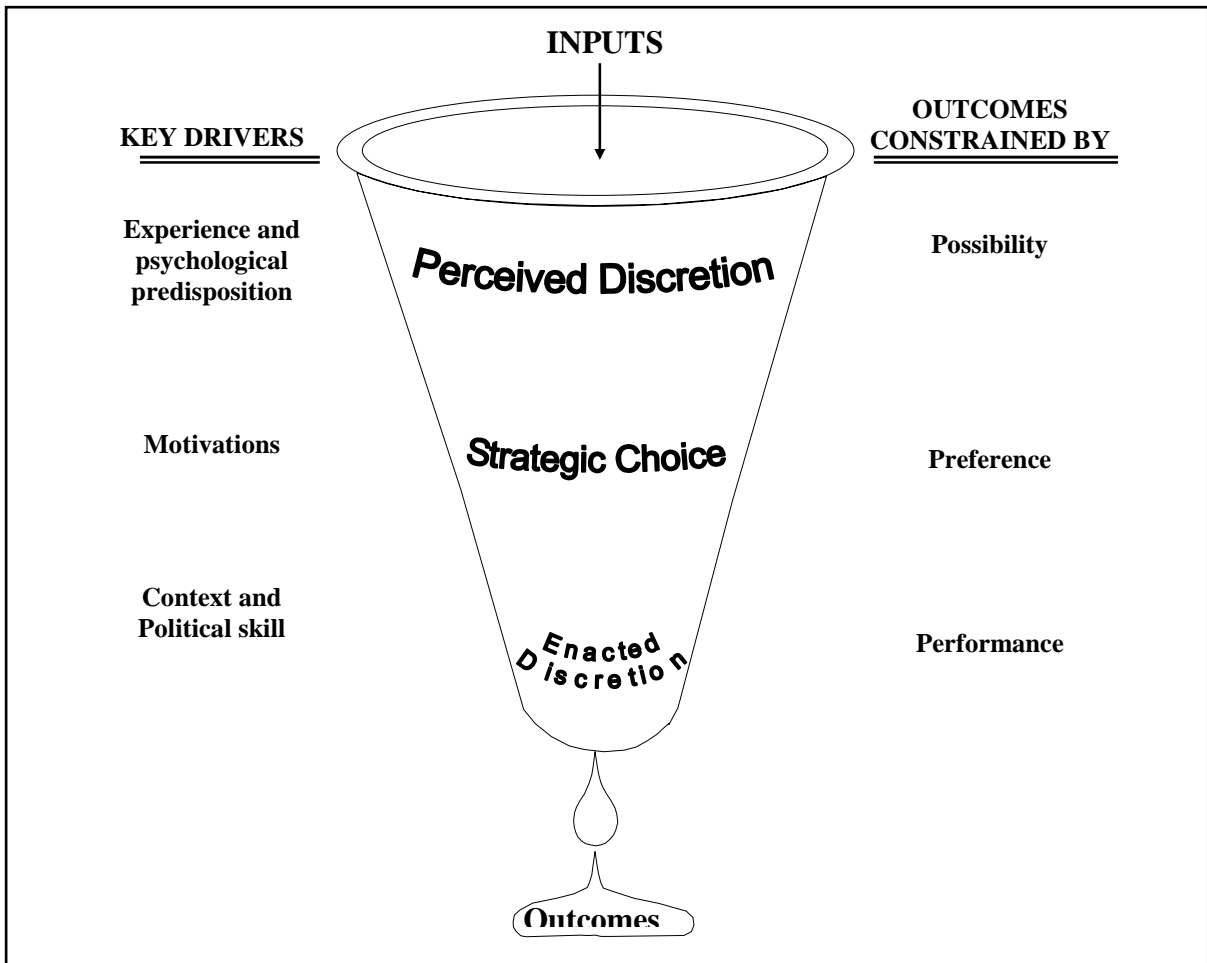 INPUTS
KEY DRIVERS
OUTCOMES
CONSTRAINED BY
Experience and
psychological
predisposition
Perceived Discretion
Possibility
Motivations
Strategic Choice
Preference
Context and
Political skill
Enacted
Discretion
Performance
Outcomes